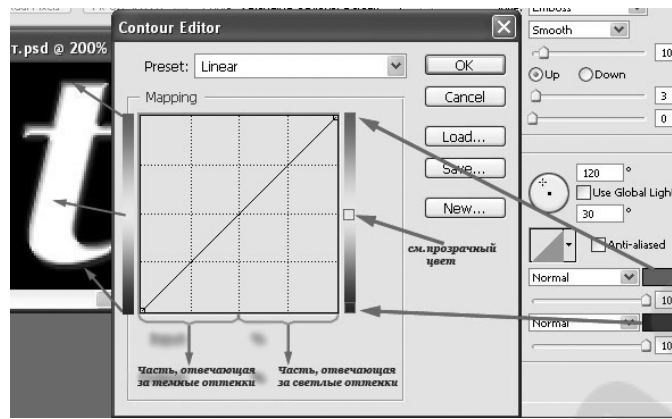 Emboss
Contour Editor
Smooth
т.psd @ 200%
Preset: Linear
OK
10
Up
Down
Mapping
Cancel
3
0
Load...
Save...
120 °
Use Global Light
New...
30 °
Anti-aliased
см.прозрачный
цвет
Normal
10
Normal
10
Часть, отвечающая
за темные оттенки
Часть, отвечающая
за светлые оттенки
t